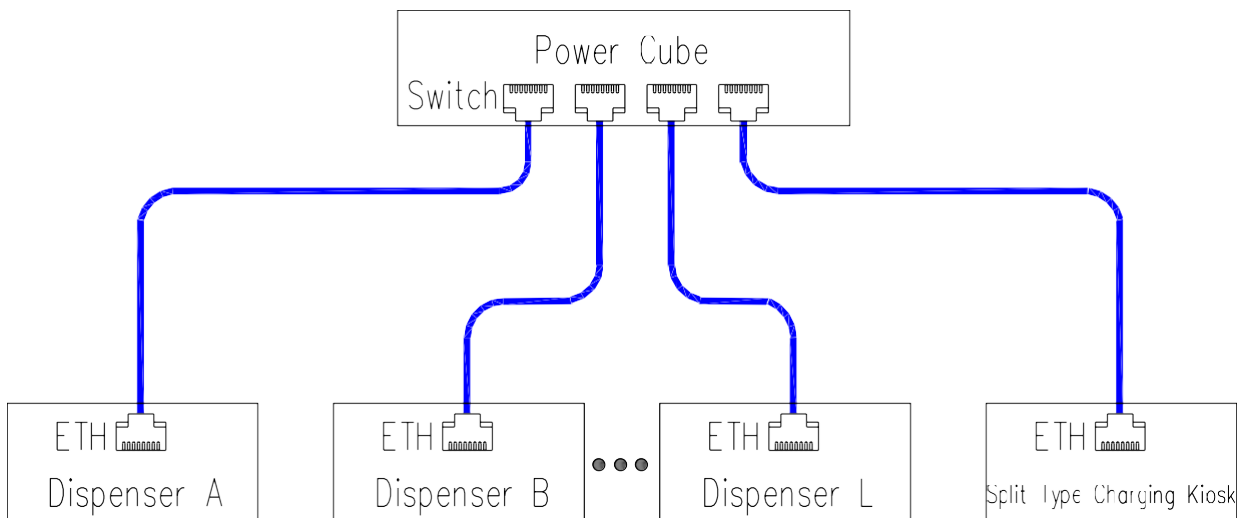 Power Cube
Switch
ETH
ETH
ETH
ETH
Dispenser A
Dispenser B
Dispenser L
Split Type Charging Kiosk